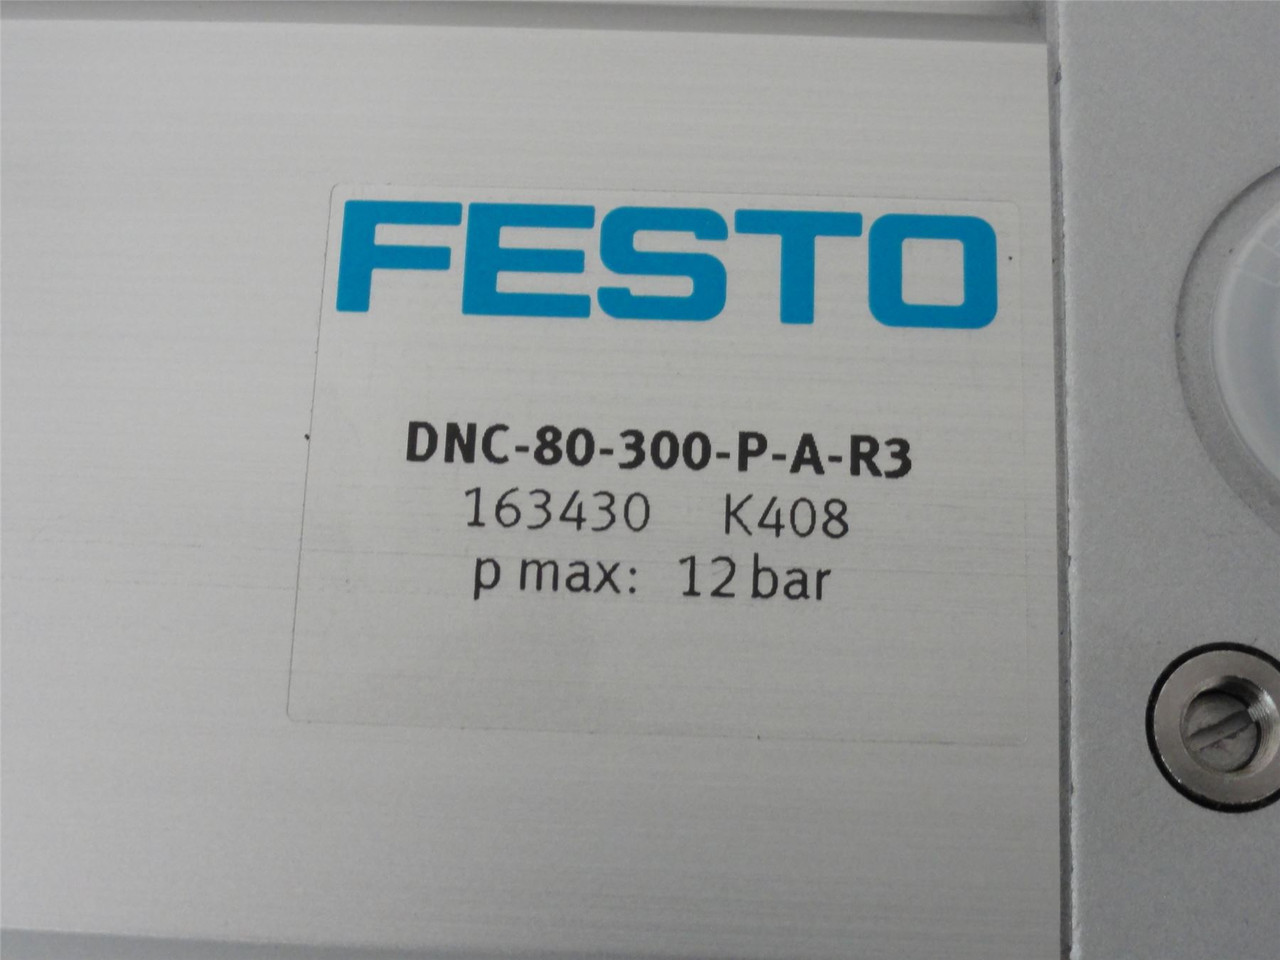 FESTO
DNC-80-300-P-A-R3
163430 K408
p max: 12 bar